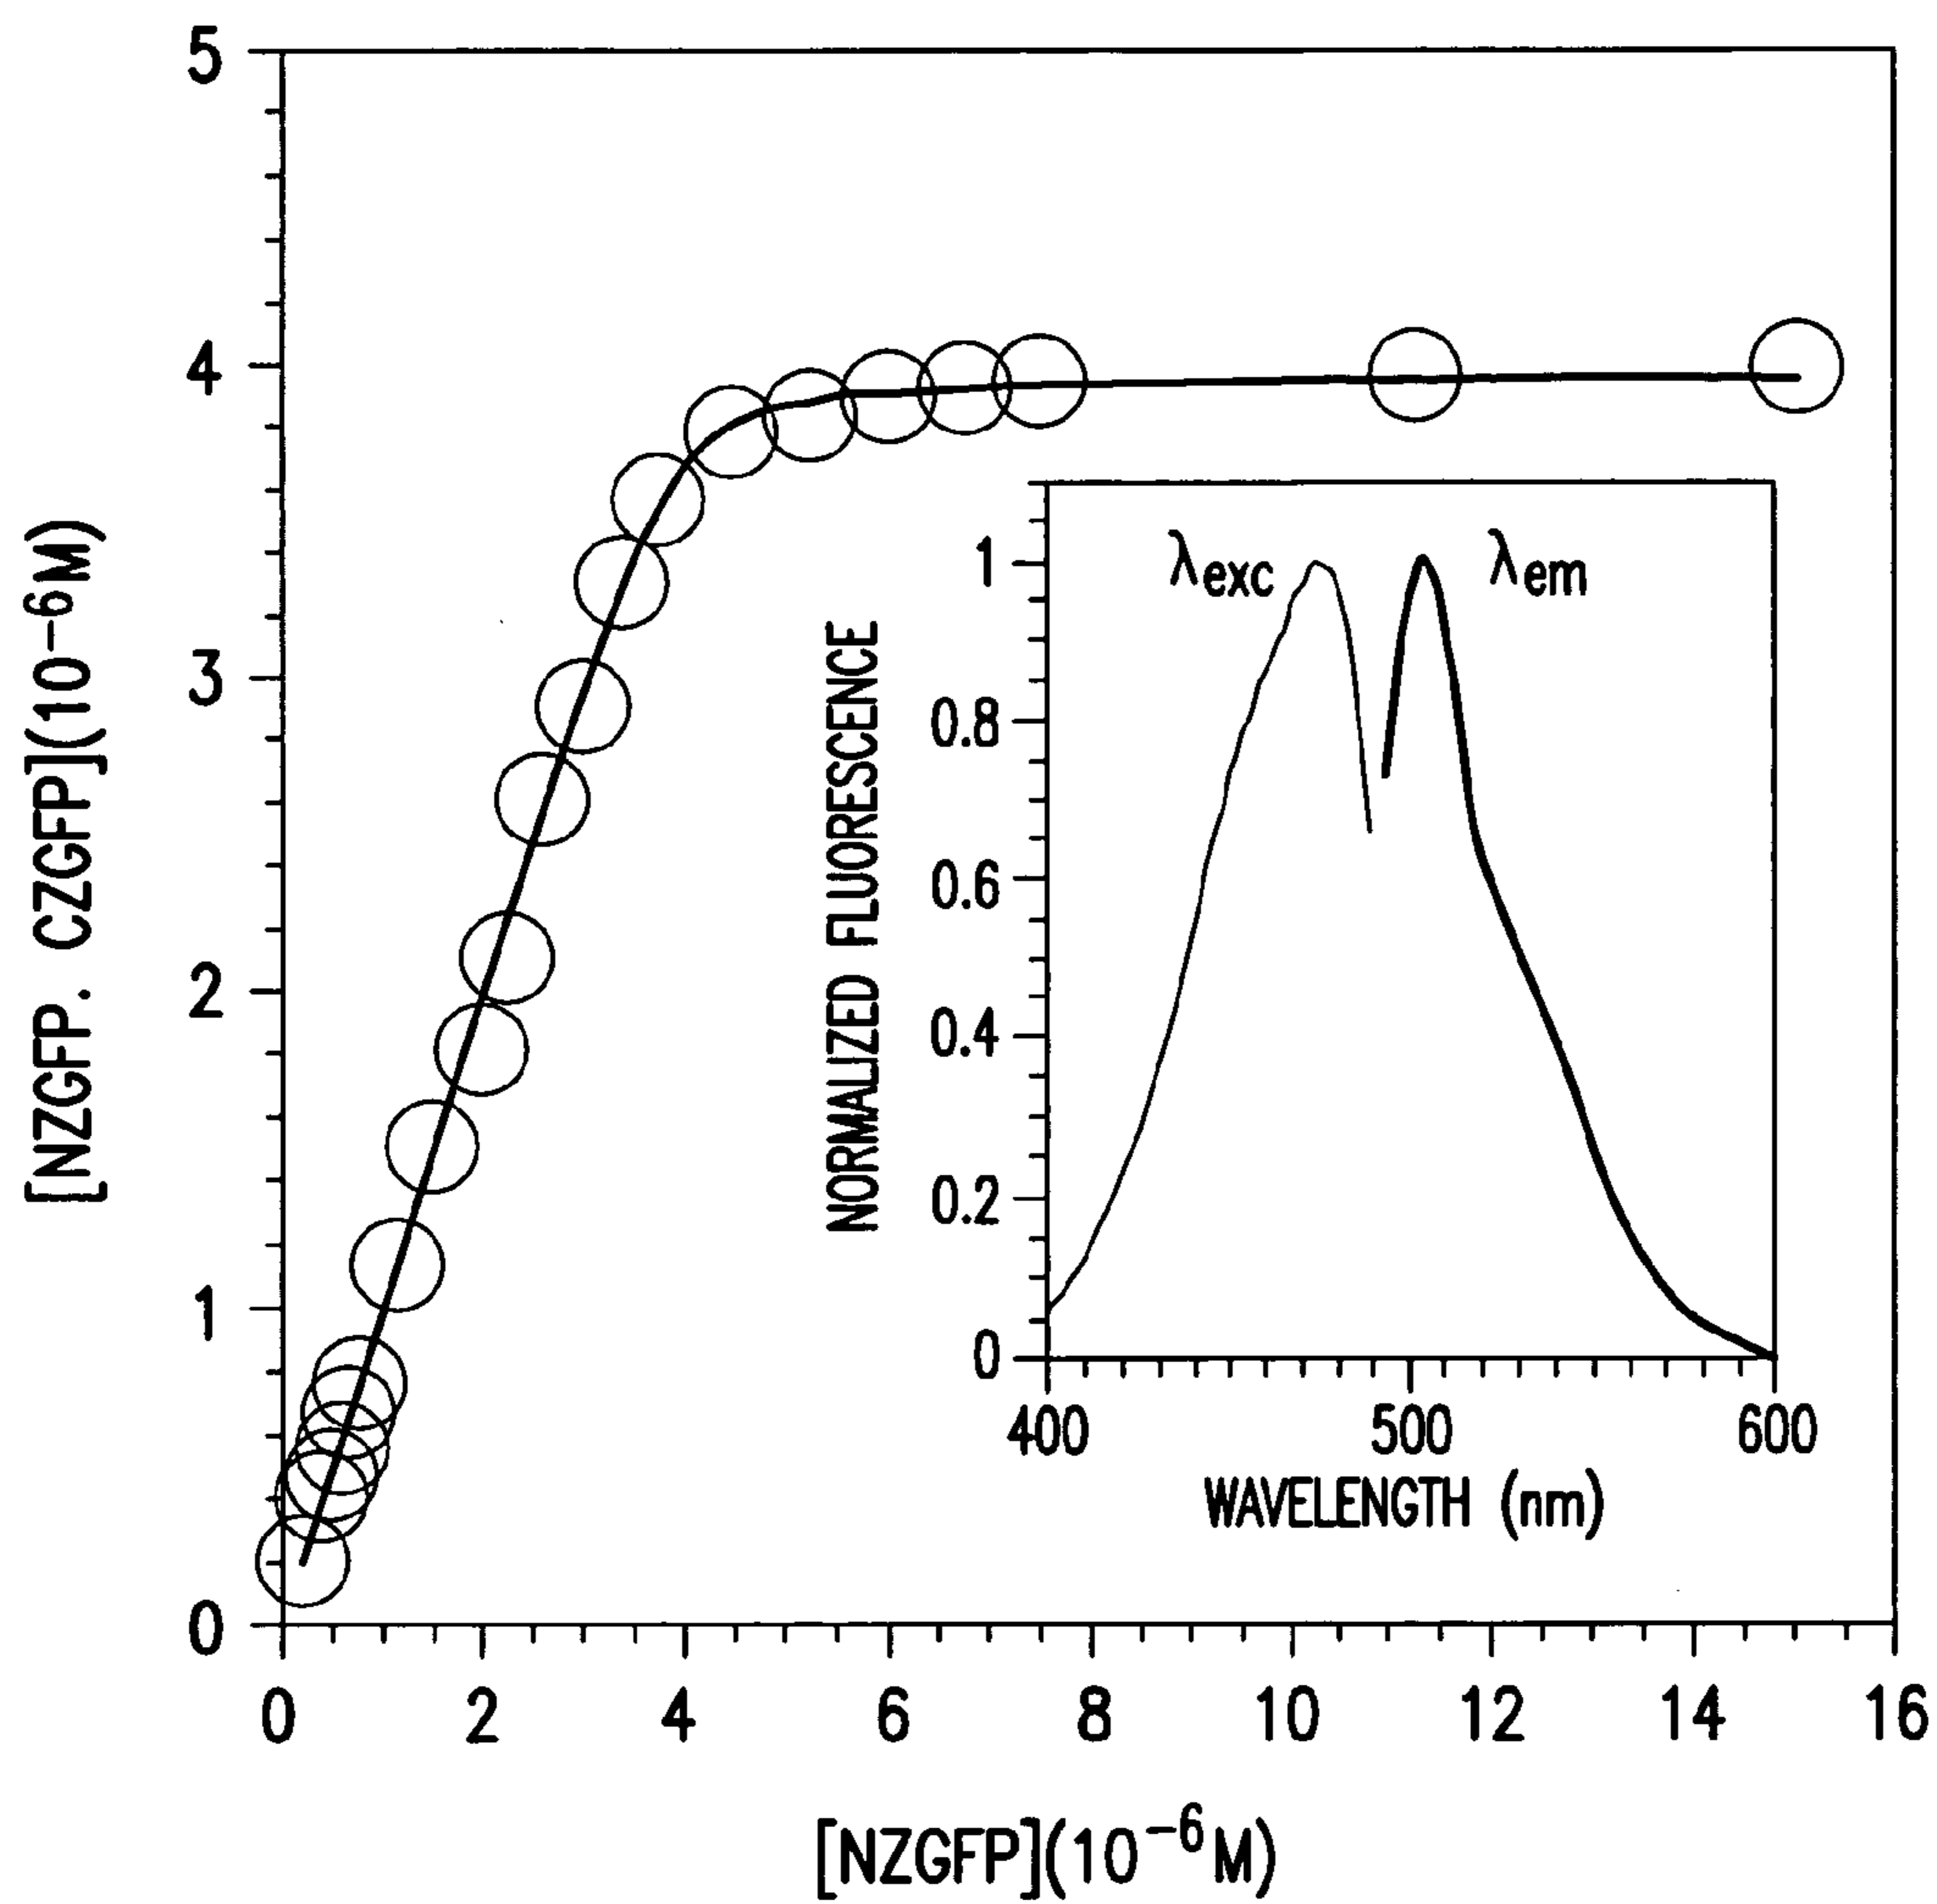 5
4
3
2
1
0
[NZGFP. CZGFP](10⁻⁶M)
0 2 4 6 8 10 12 14 16
[NZGFP](10⁻⁶M)
λexc λem
1
0.8
0.6
0.4
0.2
0
NORMALIZED FLUORESCENCE
400 500 600
WAVELENGTH (nm)